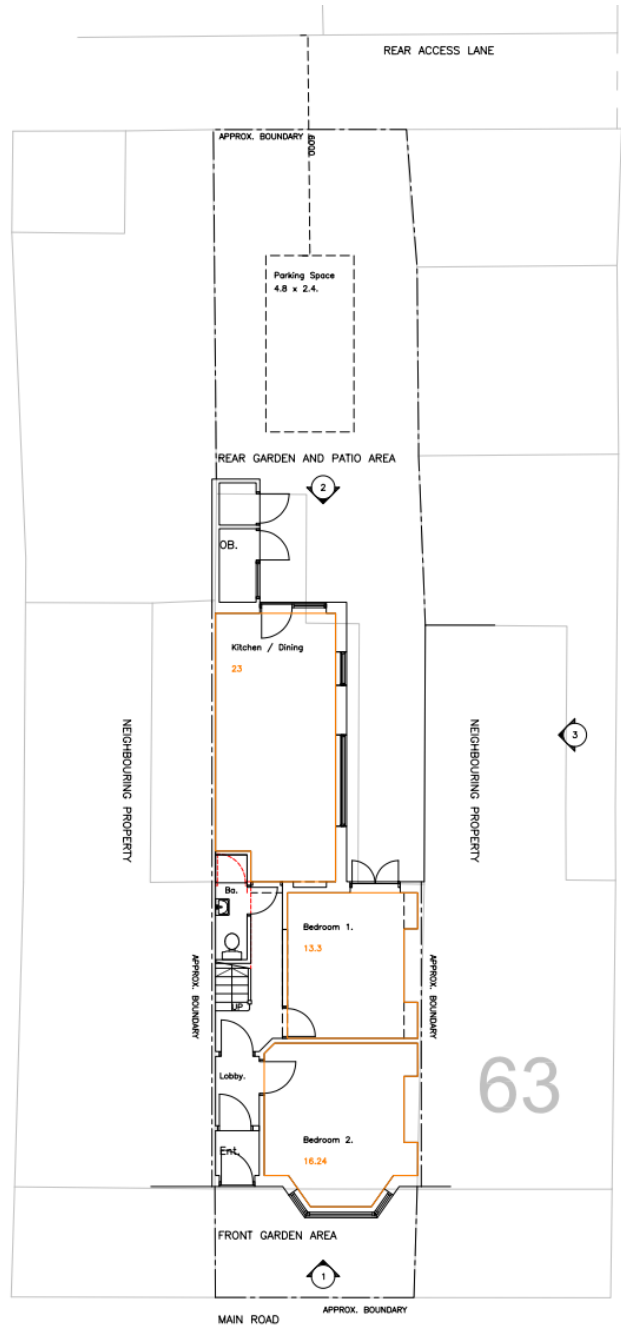 REAR ACCESS LANE
APPROX. BOUNDARY
GOOD
Parking Space
4.8 x 2.4.
REAR GARDEN AND PATIO AREA
2
OB.
Kitchen / Dining
23
NEIGHBOURING PROPERTY
NEIGHBOURING PROPERTY
3
Ba.
Bedroom 1.
13.3
APPROX. BOUNDARY
APPROX. BOUNDARY
UP
Lobby.
63
Bedroom 2.
16.24
Ent.
FRONT GARDEN AREA
1
APPROX. BOUNDARY
MAIN ROAD